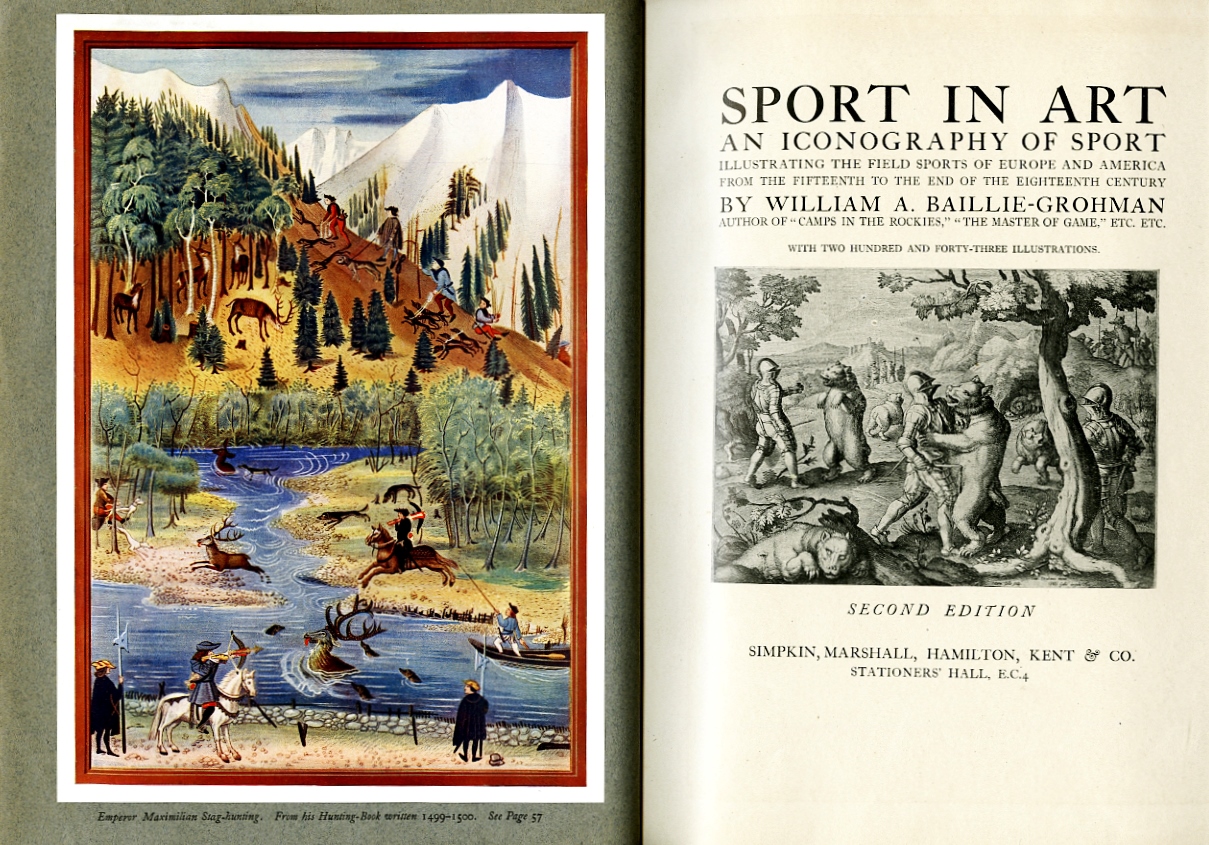 Emperor Maximilian Stag-hunting. From his Hunting-Book written 1499–1500. See Page 57
SPORT IN ART
AN ICONOGRAPHY OF SPORT
ILLUSTRATING THE FIELD SPORTS OF EUROPE AND AMERICA
FROM THE FIFTEENTH TO THE END OF THE EIGHTEENTH CENTURY
BY WILLIAM A. BAILLIE-GROHMAN
AUTHOR OF "CAMPS IN THE ROCKIES," "THE MASTER OF GAME," ETC. ETC.
WITH TWO HUNDRED AND FORTY-THREE ILLUSTRATIONS.
SECOND EDITION
SIMPKIN, MARSHALL, HAMILTON, KENT & CO.
STATIONERS' HALL, E.C.4